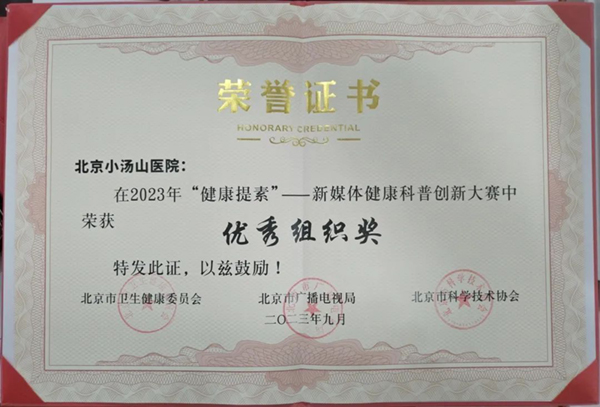 荣誉证书
HONORARY CREDENTIAL
北京小汤山医院：
在2023年“健康提素”——新媒体健康科普创新大赛中
荣获
优秀组织奖
特发此证，以兹鼓励！
北京市卫生健康委员会 北京市广播电视局 北京市科学技术协会
二〇二三年九月